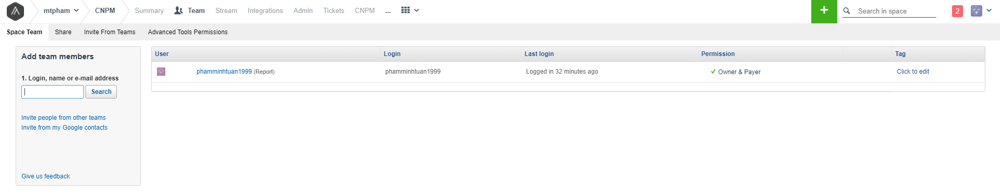 mtpham CNPM Summary Team Stream Integrations Admin Tickets CNPM ... + Search in space 2
Space Team Share Invite From Teams Advanced Tools Permissions
Add team members
1. Login, name or e-mail address
Search
Invite people from other teams
Invite from my Google contacts
Give us feedback
User Login Last login Permission Tag
phamminhtuan1999 (Report) phamminhtuan1999 Logged in 32 minutes ago Owner & Payer Click to edit